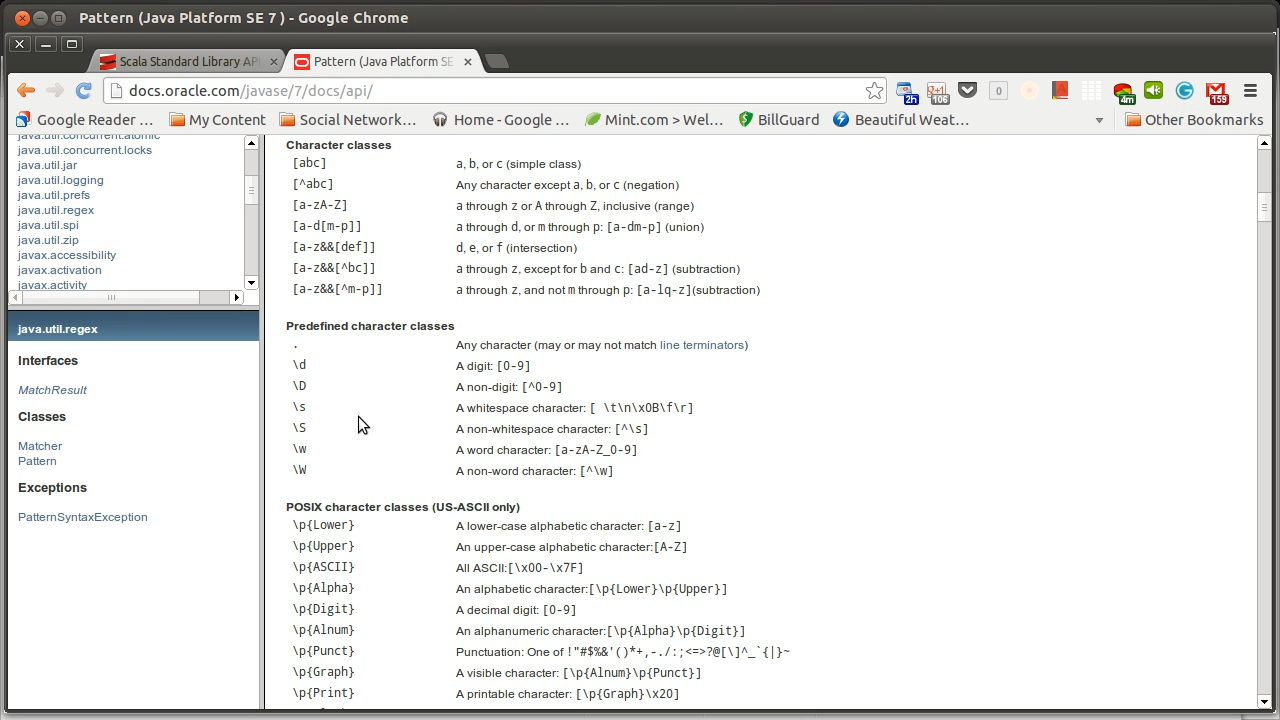 Pattern (Java Platform SE 7 ) - Google Chrome
Scala Standard Library API
Pattern (Java Platform SE
docs.oracle.com/javase/7/docs/api/
2h
106
0
4m
159
Google Reader ...
My Content
Social Network...
Home - Google ...
Mint.com > Wel...
BillGuard
Beautiful Weat...
Other Bookmarks
java.util.concurrent.atomic
java.util.concurrent.locks
java.util.jar
java.util.logging
java.util.prefs
java.util.regex
java.util.spi
java.util.zip
javax.accessibility
javax.activation
javax.activity
java.util.regex
Interfaces
MatchResult
Classes
Matcher
Pattern
Exceptions
PatternSyntaxException
Character classes
[abc] a, b, or c (simple class)
[^abc] Any character except a, b, or c (negation)
[a-zA-Z] a through z or A through Z, inclusive (range)
[a-d[m-p]] a through d, or m through p: [a-dm-p] (union)
[a-z&&[def]] d, e, or f (intersection)
[a-z&&[^bc]] a through z, except for b and c: [ad-z] (subtraction)
[a-z&&[^m-p]] a through z, and not m through p: [a-lq-z](subtraction)
Predefined character classes
. Any character (may or may not match line terminators)
\d A digit: [0-9]
\D A non-digit: [^0-9]
\s A whitespace character: [ \t\n\x0B\f\r]
\S A non-whitespace character: [^\s]
\w A word character: [a-zA-Z_0-9]
\W A non-word character: [^\w]
POSIX character classes (US-ASCII only)
\p{Lower} A lower-case alphabetic character: [a-z]
\p{Upper} An upper-case alphabetic character:[A-Z]
\p{ASCII} All ASCII:[\x00-\x7F]
\p{Alpha} An alphabetic character:[\p{Lower}\p{Upper}]
\p{Digit} A decimal digit: [0-9]
\p{Alnum} An alphanumeric character:[\p{Alpha}\p{Digit}]
\p{Punct} Punctuation: One of !"#$%&'()*+,-./:;<=>?@[\]^_`{|}~
\p{Graph} A visible character: [\p{Alnum}\p{Punct}]
\p{Print} A printable character: [\p{Graph}\x20]